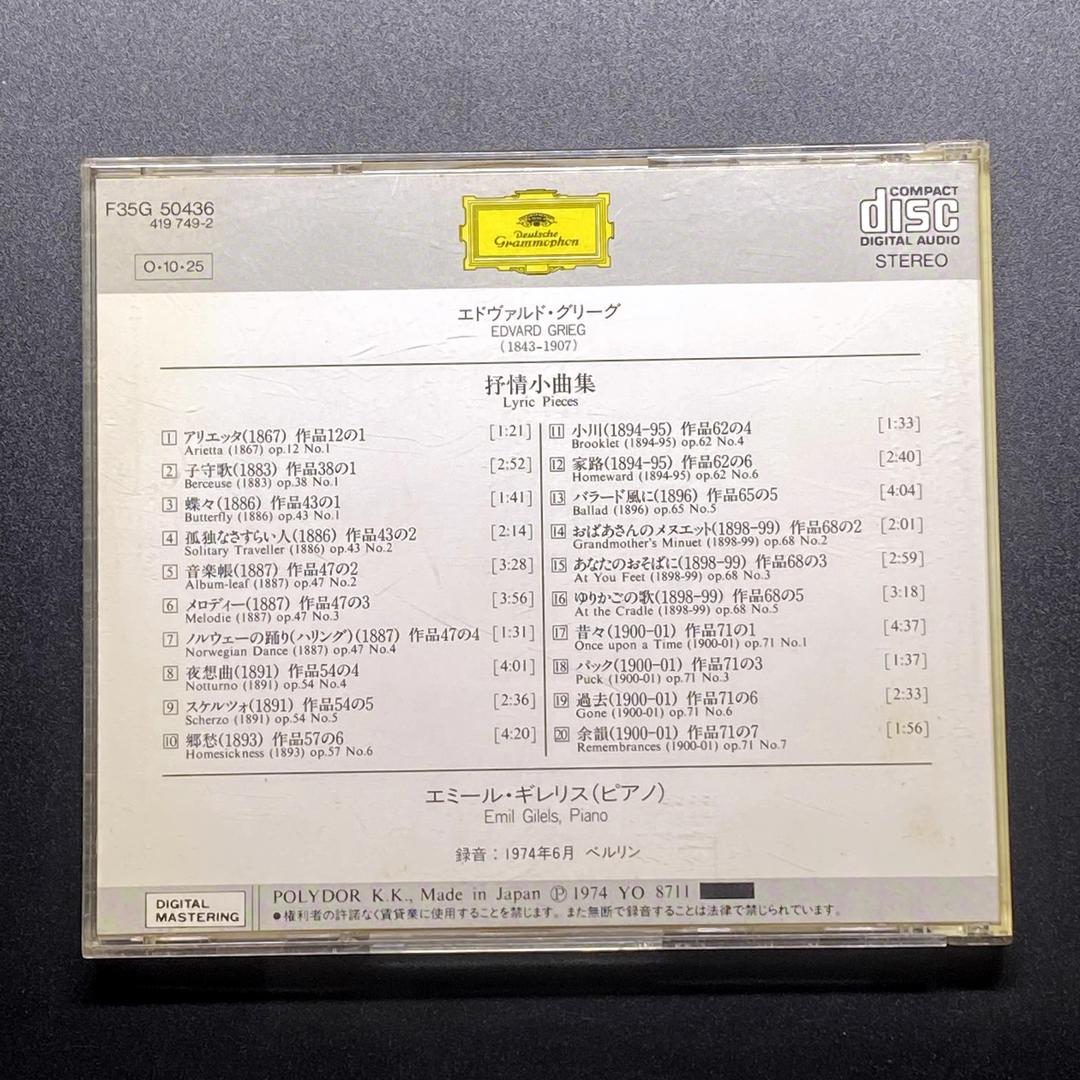 F35G 50436
419 749-2
O・10・25
Deutsche
Grammophon
COMPACT
disc
DIGITAL AUDIO
STEREO
エドヴァルド・グリーグ
EDVARD GRIEG
(1843-1907)
抒情小曲集
Lyric Pieces
1 アリエッタ(1867) 作品12の1 [1:21]
Arietta (1867) op.12 No.1
2 子守歌(1883) 作品38の1 [2:52]
Berceuse (1883) op.38 No.1
3 蝶々(1886) 作品43の1 [1:41]
Butterfly (1886) op.43 No.1
4 孤独なさすらい人(1886) 作品43の2 [2:14]
Solitary Traveller (1886) op.43 No.2
5 音楽帳(1887) 作品47の2 [3:28]
Album-leaf (1887) op.47 No.2
6 メロディー(1887) 作品47の3 [3:56]
Melodie (1887) op.47 No.3
7 ノルウェーの踊り(ハリング)(1887) 作品47の4 [1:31]
Norwegian Dance (1887) op.47 No.4
8 夜想曲(1891) 作品54の4 [4:01]
Notturno (1891) op.54 No.4
9 スケルツォ(1891) 作品54の5 [2:36]
Scherzo (1891) op.54 No.5
10 郷愁(1893) 作品57の6 [4:20]
Homesickness (1893) op.57 No.6
11 小川(1894-95) 作品62の4 [1:33]
Brooklet (1894-95) op.62 No.4
12 家路(1894-95) 作品62の6 [2:40]
Homeward (1894-95) op.62 No.6
13 バラード風に(1896) 作品65の5 [4:04]
Ballad (1896) op.65 No.5
14 おばあさんのメヌエット(1898-99) 作品68の2 [2:01]
Grandmother's Minuet (1898-99) op.68 No.2
15 あなたのおそばに(1898-99) 作品68の3 [2:59]
At You Feet (1898-99) op.68 No.3
16 ゆりかごの歌(1898-99) 作品68の5 [3:18]
At the Cradle (1898-99) op.68 No.5
17 昔々(1900-01) 作品71の1 [4:37]
Once upon a Time (1900-01) op.71 No.1
18 パック(1900-01) 作品71の3 [1:37]
Puck (1900-01) op.71 No.3
19 過去(1900-01) 作品71の6 [2:33]
Gone (1900-01) op.71 No.6
20 余韻(1900-01) 作品71の7 [1:56]
Remembrances (1900-01) op.71 No.7
エミール・ギレリス(ピアノ)
Emil Gilels, Piano
録音：1974年6月 ベルリン
DIGITAL
MASTERING
POLYDOR K.K., Made in Japan Ⓟ 1974 YO 8711
●権利者の許諾なく賃貸業に使用することを禁じます。また無断で録音することは法律で禁じられています。